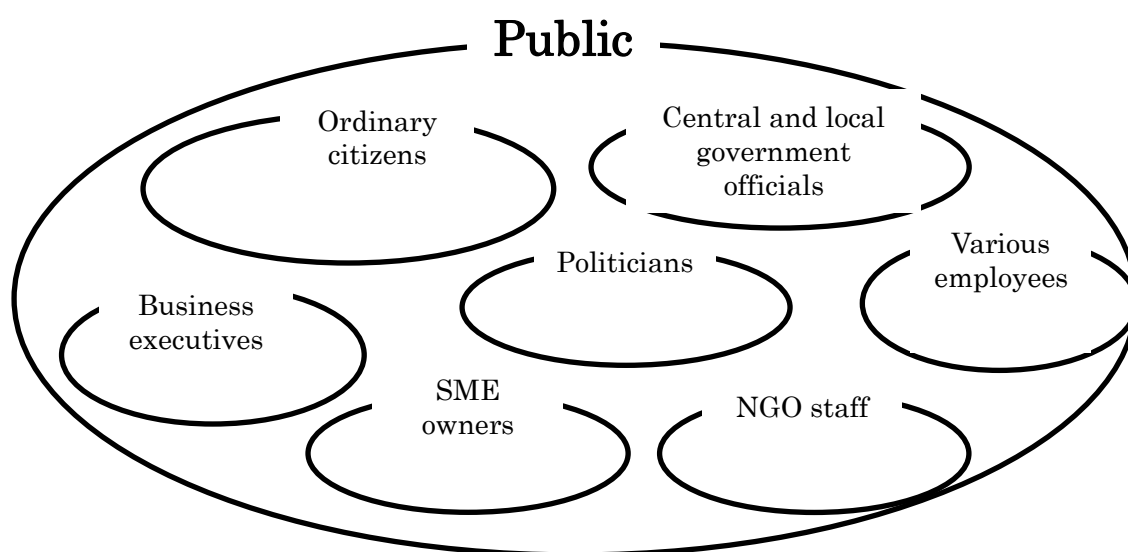 Public
Ordinary
citizens
Central and local
government
officials
Various
employees
Politicians
Business
executives
SME
owners
NGO staff